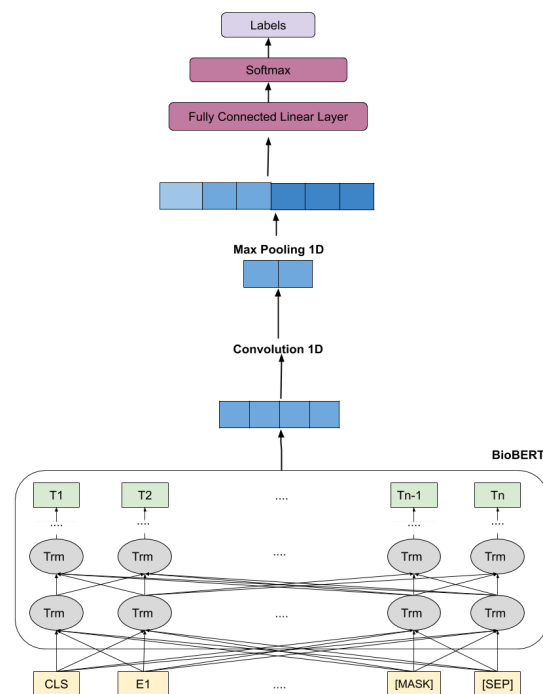 Labels
Softmax
Fully Connected Linear Layer
Max Pooling 1D
Convolution 1D
BioBERT
T1 T2 .... Tn-1 Tn
.... .... .... ....
Trm Trm .... Trm Trm
Trm Trm .... Trm Trm
CLS E1 .... [MASK] [SEP]